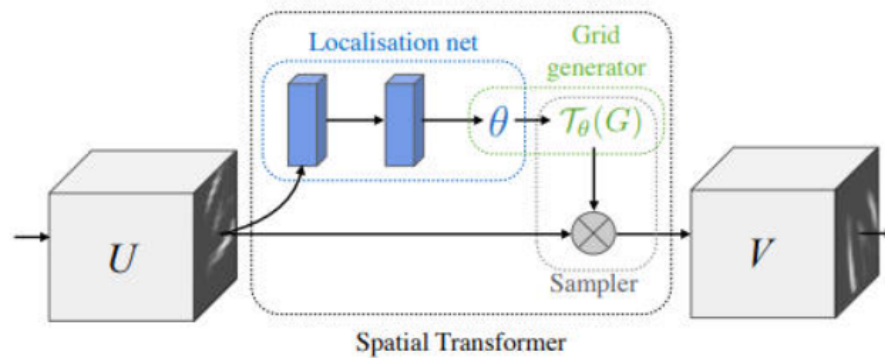 Localisation net
Grid
generator
θ
𝒯θ(G)
U
V
Sampler
Spatial Transformer